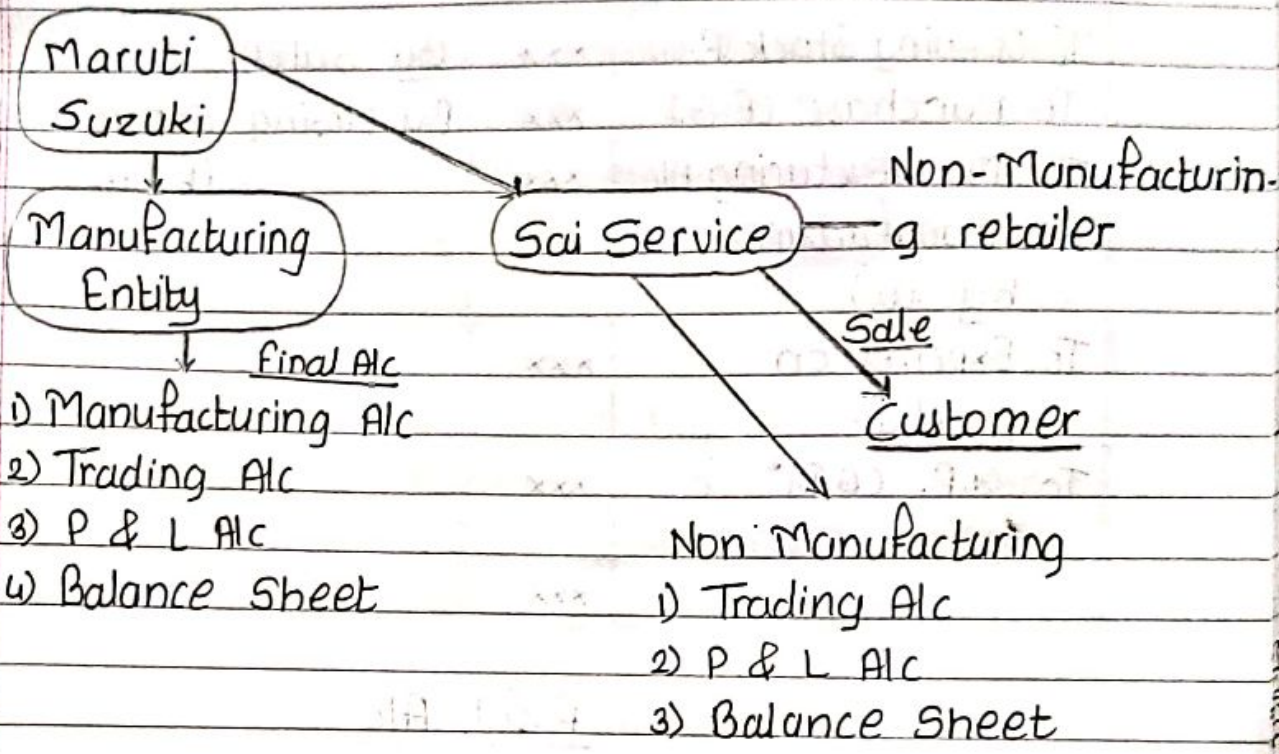 Maruti
Suzuki
Manufacturing
Entity
Final A/c
1) Manufacturing A/c
2) Trading A/c
3) P & L A/c
4) Balance Sheet
Sai Service
Non-Manufacturin-
g retailer
Sale
Customer
Non Manufacturing
1) Trading A/c
2) P & L A/c
3) Balance Sheet